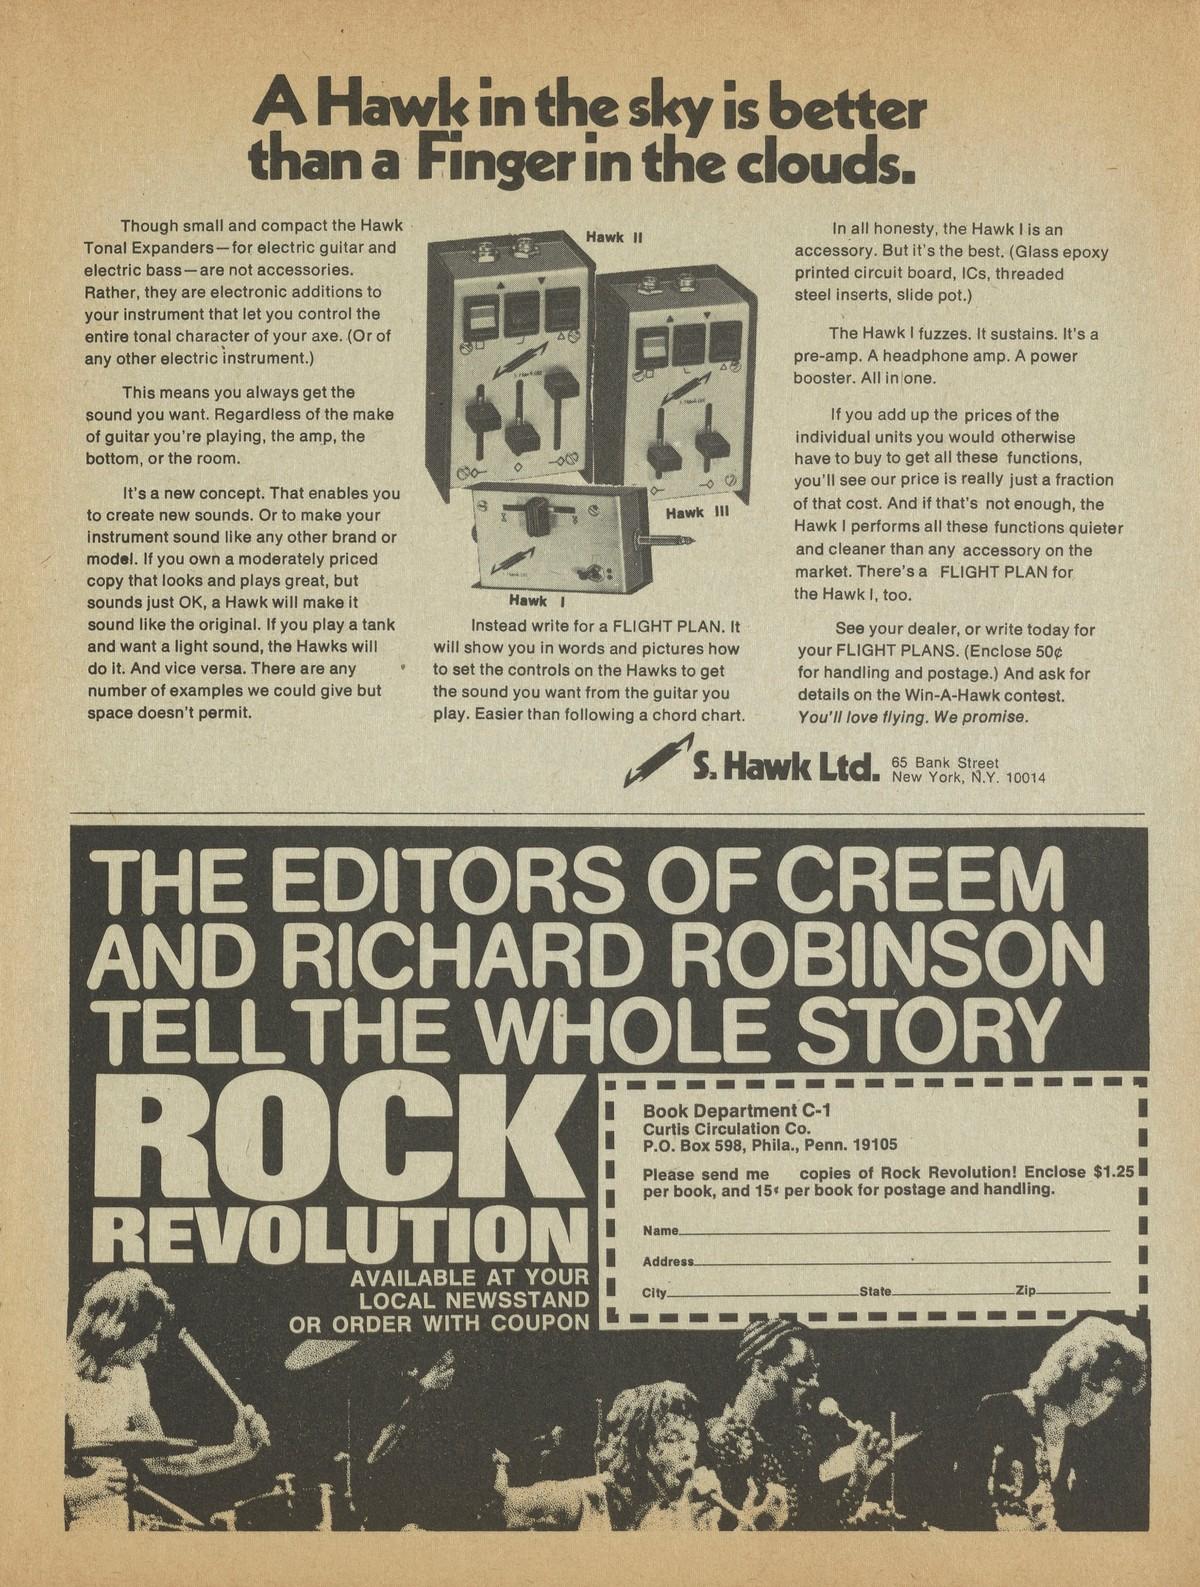 A Hawk in the sky is better
than a Finger in the clouds.
Though small and compact the Hawk
Tonal Expanders—for electric guitar and
electric bass—are not accessories.
Rather, they are electronic additions to
your instrument that let you control the
entire tonal character of your axe. (Or of
any other electric instrument.)
This means you always get the
sound you want. Regardless of the make
of guitar you're playing, the amp, the
bottom, or the room.
It's a new concept. That enables you
to create new sounds. Or to make your
instrument sound like any other brand or
model. If you own a moderately priced
copy that looks and plays great, but
sounds just OK, a Hawk will make it
sound like the original. If you play a tank
and want a light sound, the Hawks will
do it. And vice versa. There are any
number of examples we could give but
space doesn't permit.
Hawk II
Hawk III
Hawk I
Instead write for a FLIGHT PLAN. It
will show you in words and pictures how
to set the controls on the Hawks to get
the sound you want from the guitar you
play. Easier than following a chord chart.
In all honesty, the Hawk I is an
accessory. But it's the best. (Glass epoxy
printed circuit board, ICs, threaded
steel inserts, slide pot.)
The Hawk I fuzzes. It sustains. It's a
pre-amp. A headphone amp. A power
booster. All in one.
If you add up the prices of the
individual units you would otherwise
have to buy to get all these functions,
you'll see our price is really just a fraction
of that cost. And if that's not enough, the
Hawk I performs all these functions quieter
and cleaner than any accessory on the
market. There's a FLIGHT PLAN for
the Hawk I, too.
See your dealer, or write today for
your FLIGHT PLANS. (Enclose 50¢
for handling and postage.) And ask for
details on the Win-A-Hawk contest.
You'll love flying. We promise.
S. Hawk Ltd.
65 Bank Street
New York, N.Y. 10014
THE EDITORS OF CREEM
AND RICHARD ROBINSON
TELL THE WHOLE STORY
ROCK
REVOLUTION
AVAILABLE AT YOUR
LOCAL NEWSSTAND
OR ORDER WITH COUPON
Book Department C-1
Curtis Circulation Co.
P.O. Box 598, Phila., Penn. 19105
Please send me copies of Rock Revolution! Enclose $1.25
per book, and 15¢ per book for postage and handling.
Name
Address
City State Zip